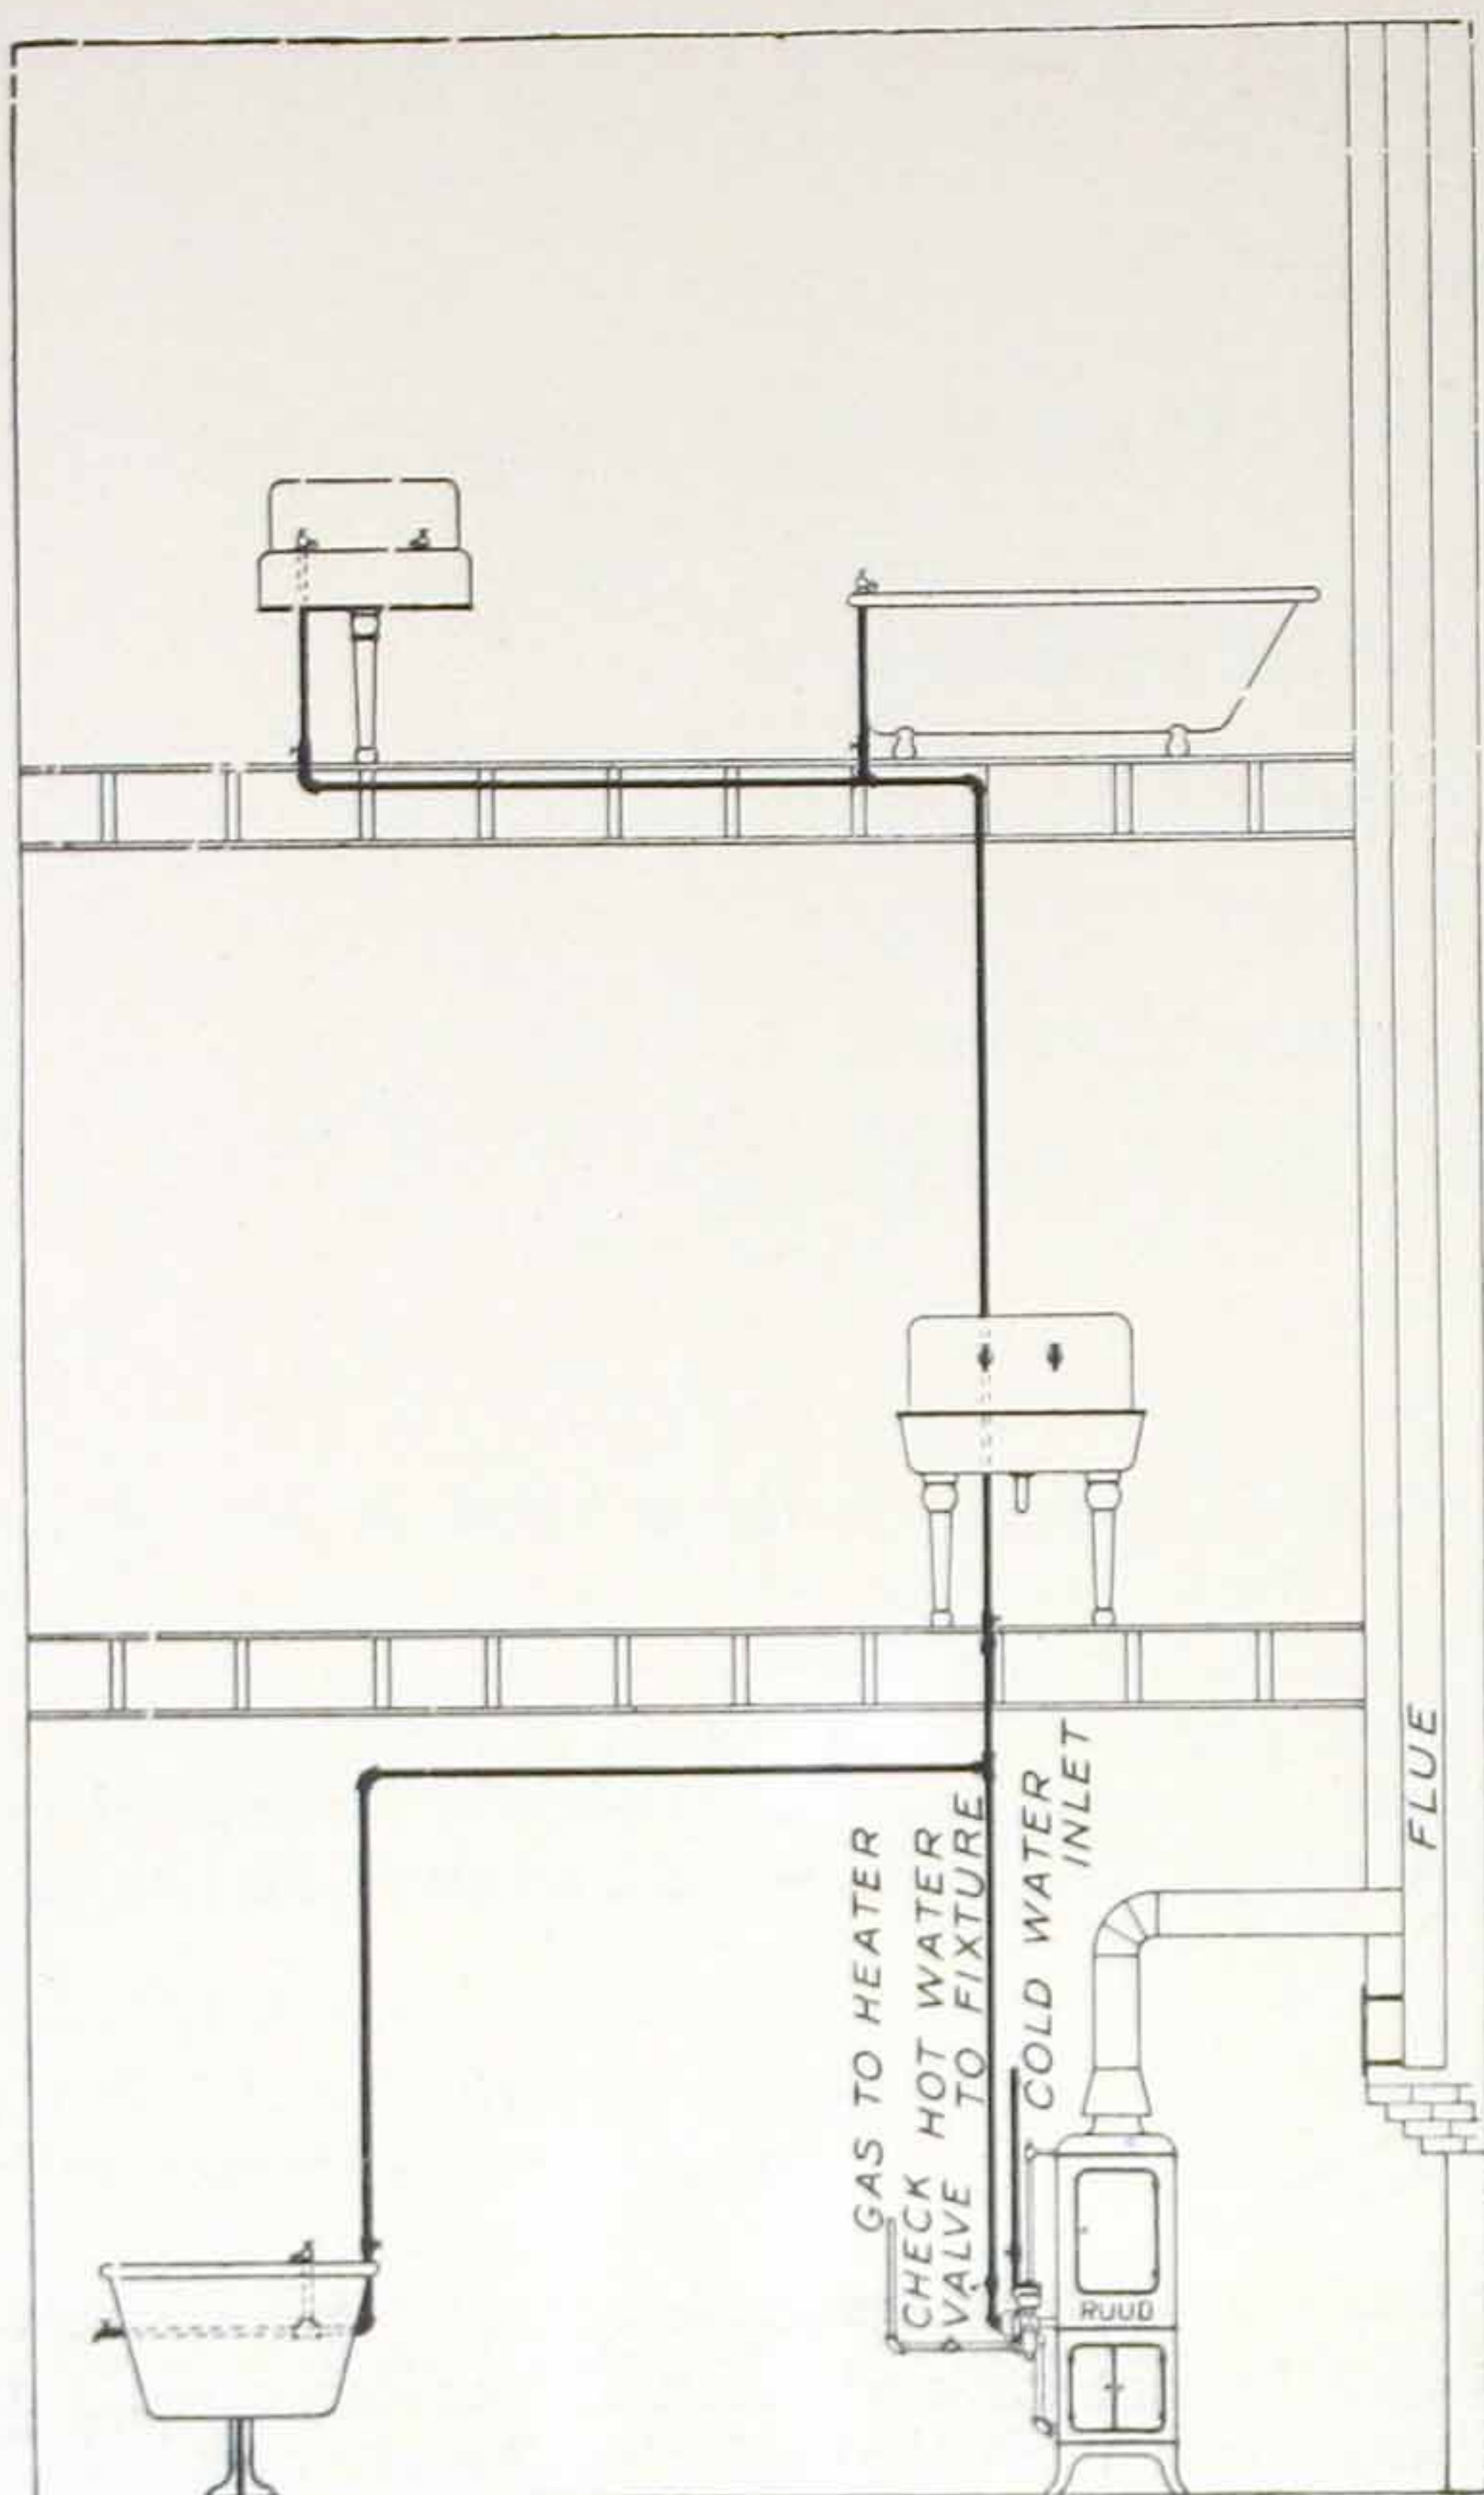 GAS TO HEATER
CHECK HOT WATER
VALVE TO FIXTURE
COLD WATER
INLET
FLUE
RUUD